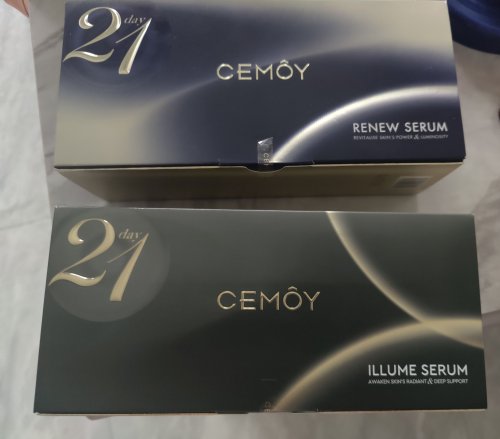 21 day
CEMÔY
RENEW SERUM
REVITALISE SKIN'S POWER & LUMINOSITY
21 day
CEMÔY
ILLUME SERUM
AWAKEN SKIN'S RADIANT & DEEP SUPPORT